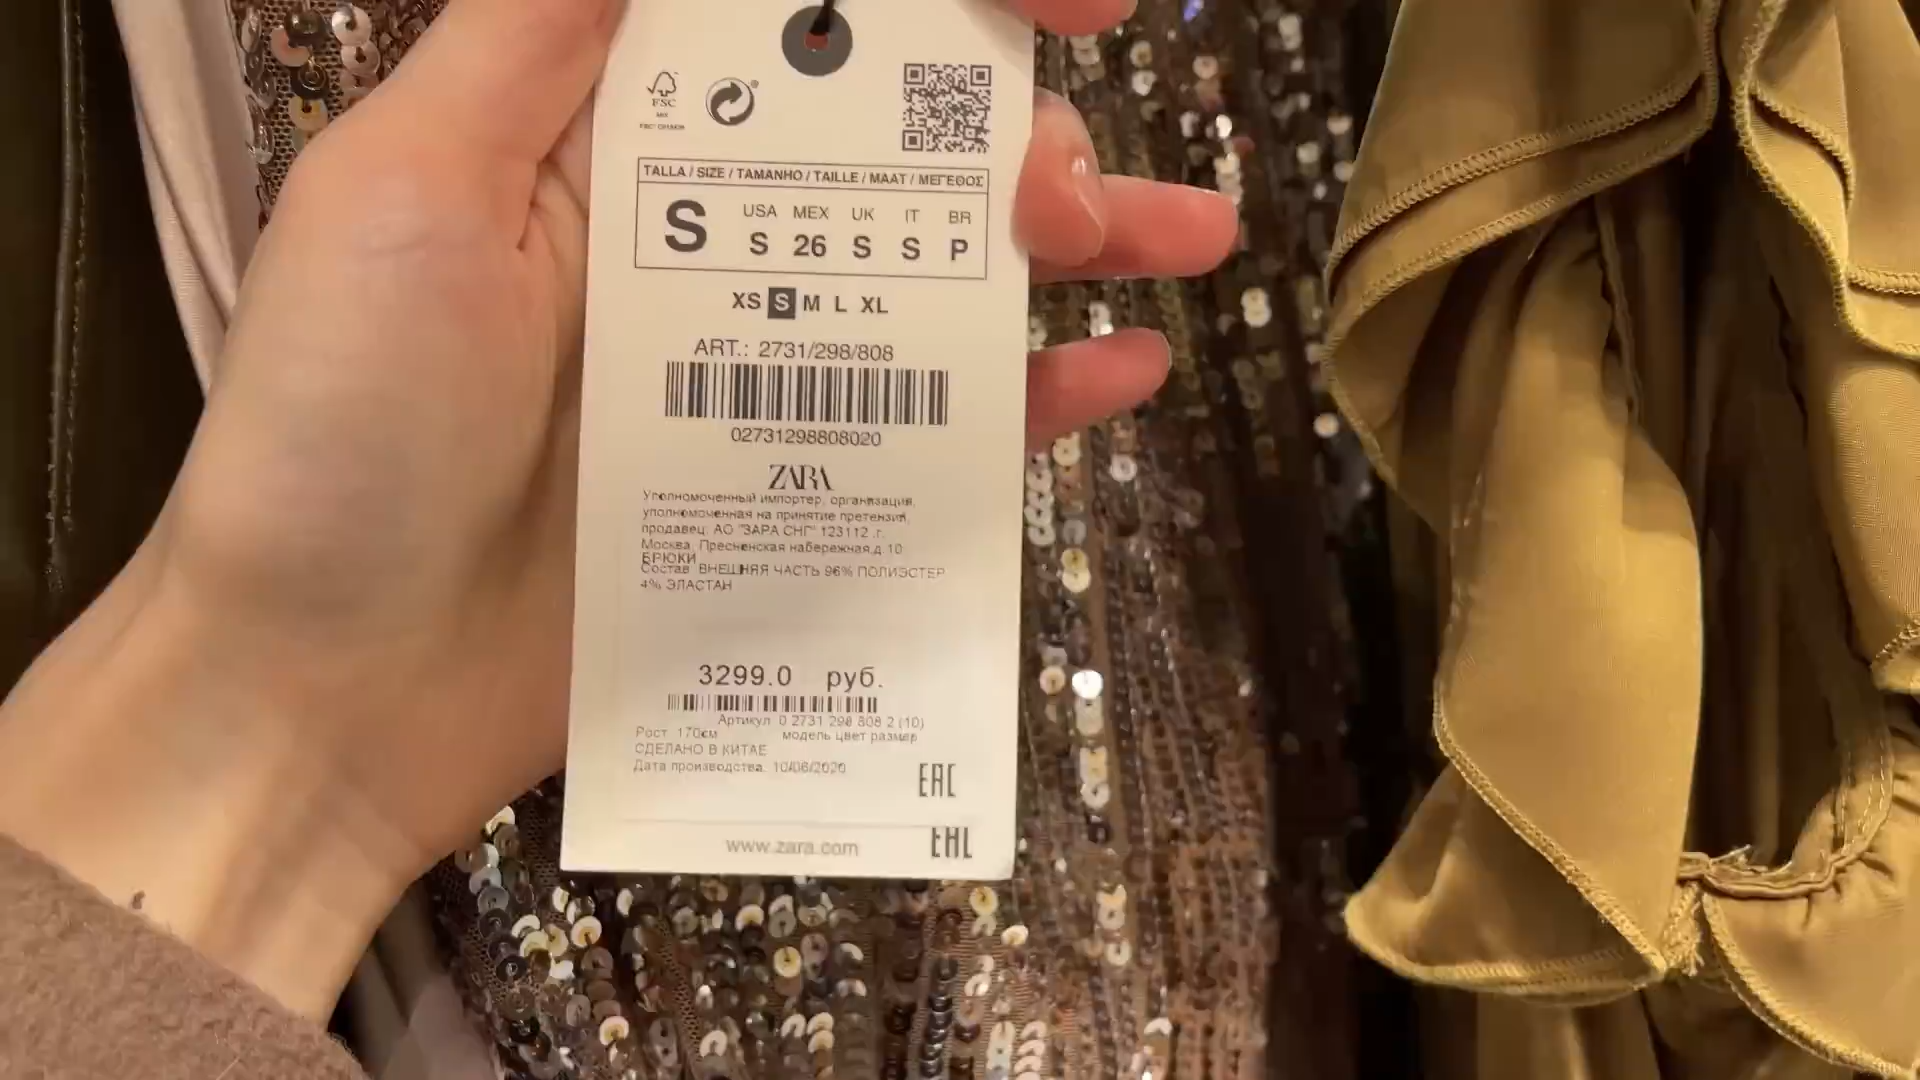 FSC
MIX
TALLA / SIZE / TAMANHO / TAILLE / MAAT / ΜΕΓΕΘΟΣ
S
USA MEX UK IT BR
S 26 S S P
XS S M L XL
ART.: 2731/298/808
02731298808020
ZARA
Уполномоченный импортер, организация,
уполномоченная на принятие претензий,
продавец: АО "ЗАРА СНГ" 123112 ,г.
Москва, Пресненская набережная,д.10
БРЮКИ
Состав: ВНЕШНЯЯ ЧАСТЬ 96% ПОЛИЭСТЕР
4% ЭЛАСТАН
3299.0 руб.
Артикул 0 2731 298 808 2 (10)
Рост 170см модель цвет размер
СДЕЛАНО В КИТАЕ
Дата производства: 10/06/2020
EAC
www.zara.com
EAC